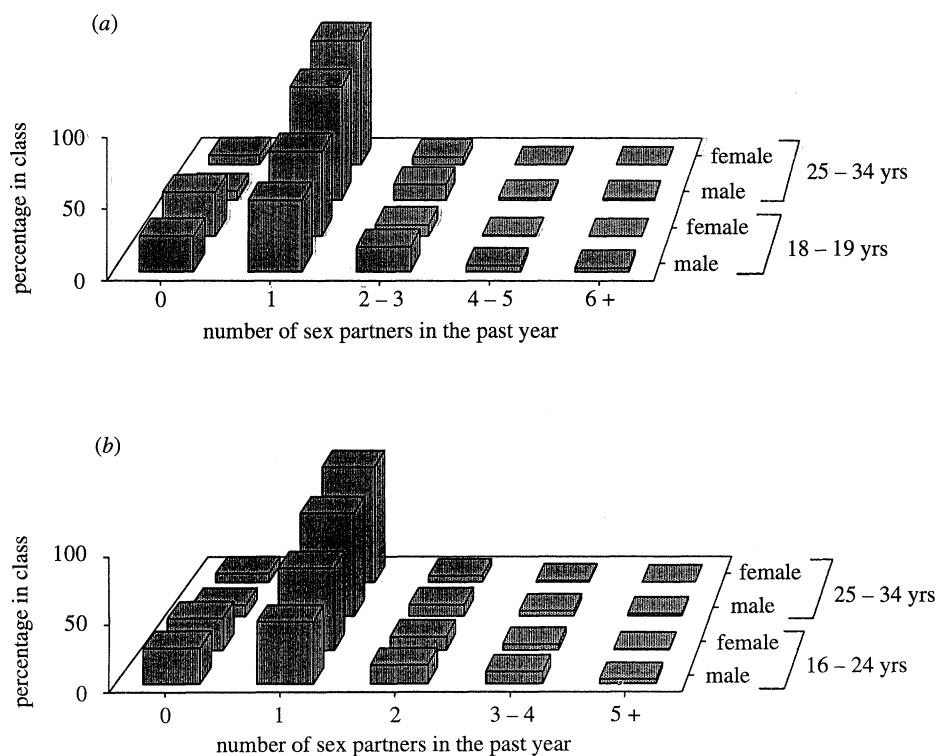 (a)
percentage in class
100
50
0
0 1 2 – 3 4 – 5 6 +
number of sex partners in the past year
female
male
25 – 34 yrs
female
male
18 – 19 yrs
(b)
percentage in class
100
50
0
0 1 2 3 – 4 5 +
number of sex partners in the past year
female
male
25 – 34 yrs
female
male
16 – 24 yrs